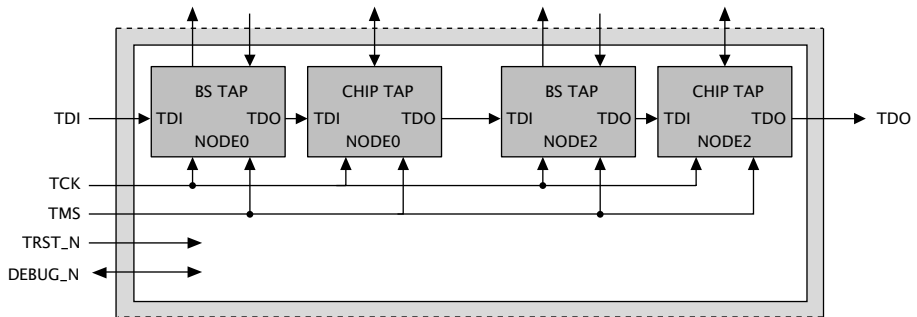 BS TAP CHIP TAP BS TAP CHIP TAP
TDI TDI TDO TDI TDO TDI TDO TDI TDO TDO
NODE0 NODE0 NODE2 NODE2
TCK
TMS
TRST_N
DEBUG_N